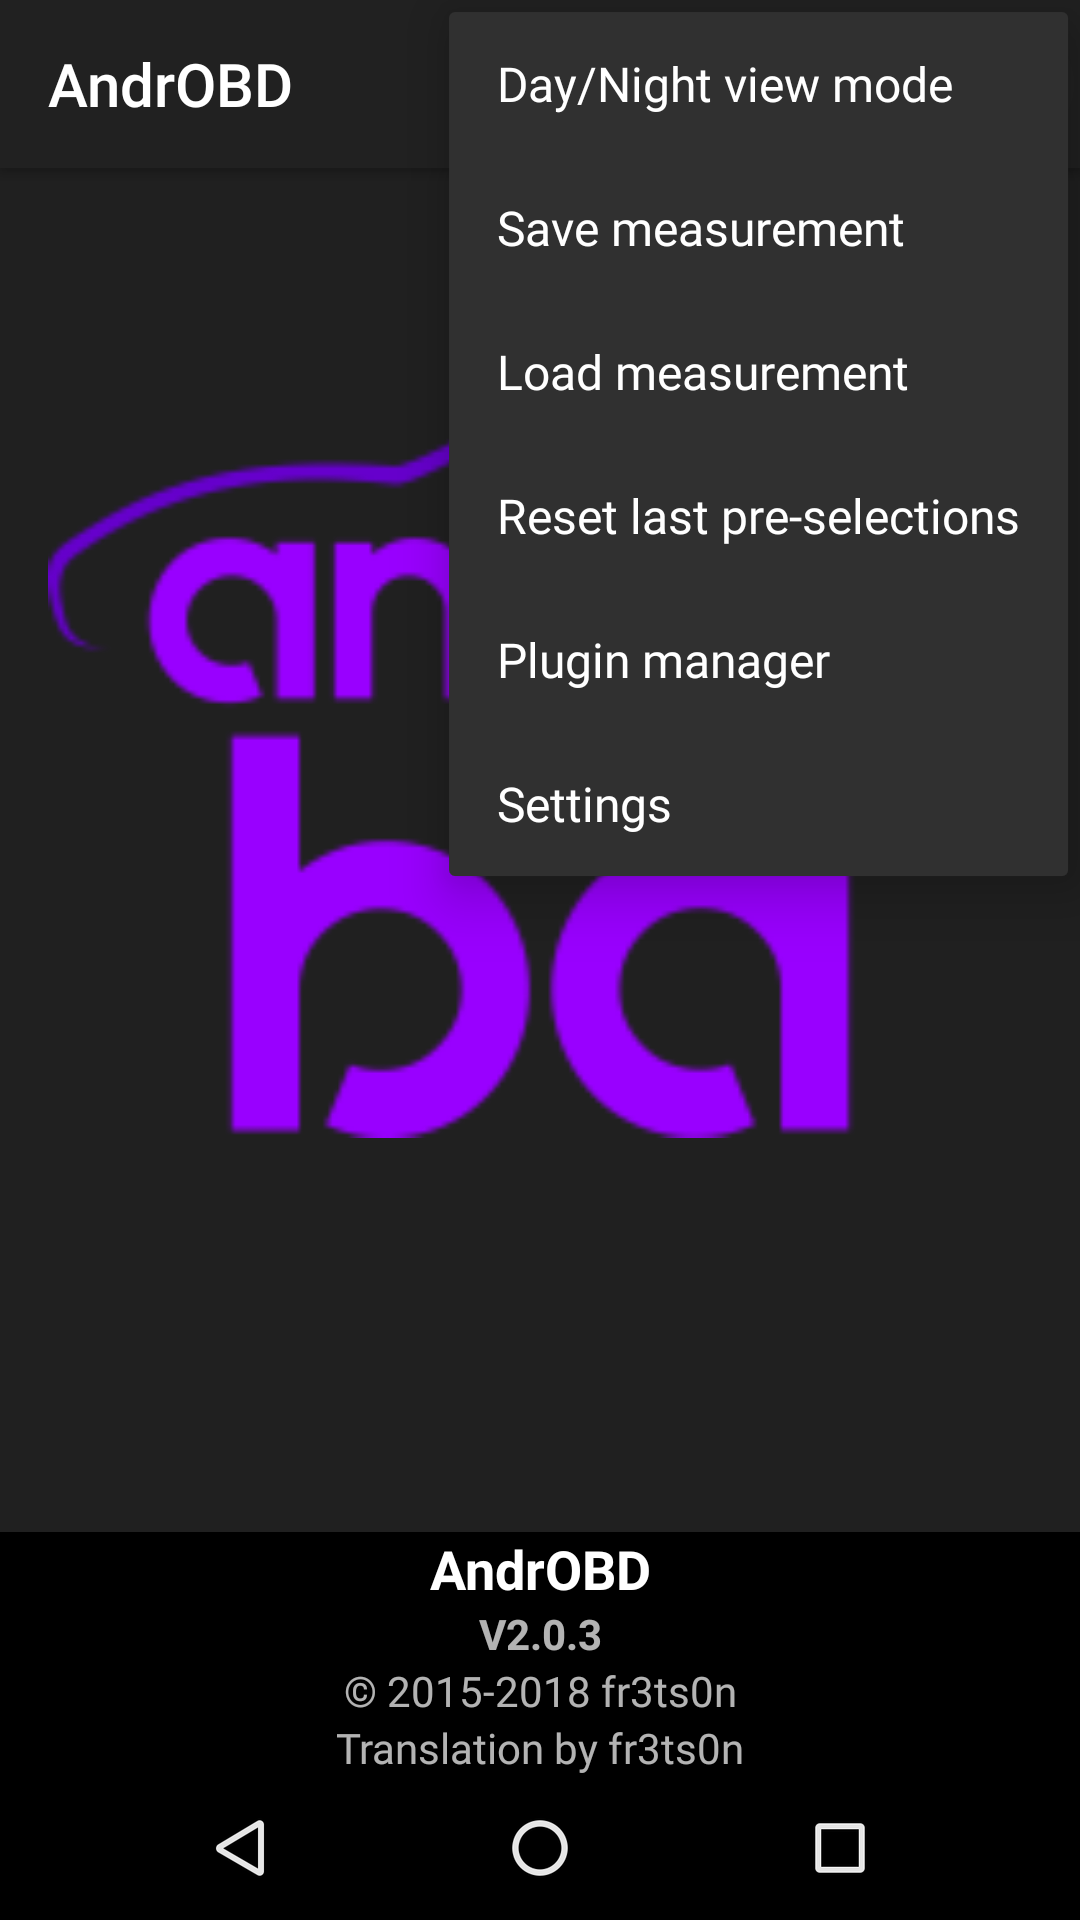 AndrOBD
Day/Night view mode
Save measurement
Load measurement
Reset last pre-selections
Plugin manager
Settings
AndrOBD
V2.0.3
© 2015-2018 fr3ts0n
Translation by fr3ts0n